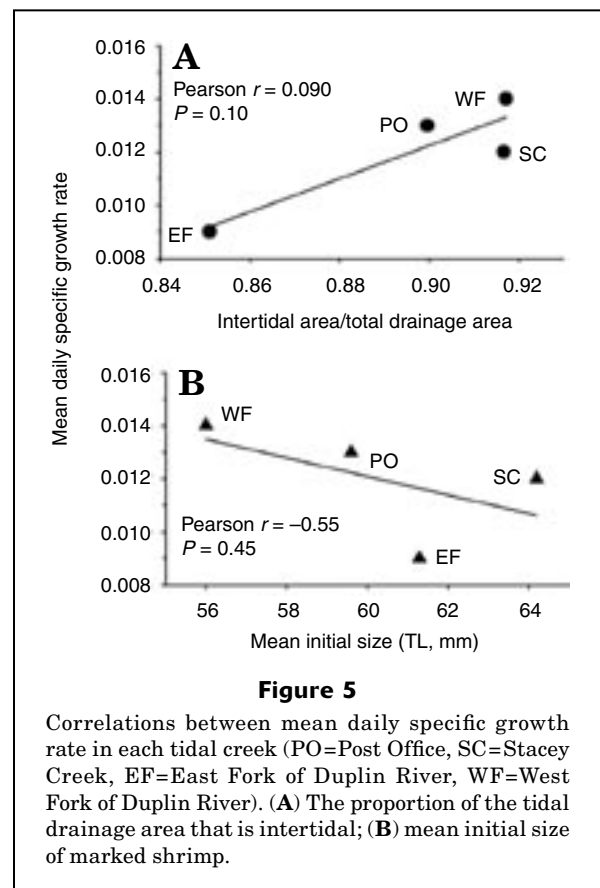 Mean daily specific growth rate
A
Pearson r = 0.090
P = 0.10
0.016
0.014
0.012
0.010
0.008
EF
PO
WF
SC
0.84
0.86
0.88
0.90
0.92
Intertidal area/total drainage area
B
0.016
0.014
0.012
0.010
0.008
WF
PO
SC
EF
Pearson r = –0.55
P = 0.45
56
58
60
62
64
Mean initial size (TL, mm)
Figure 5
Correlations between mean daily specific growth
rate in each tidal creek (PO=Post Office, SC=Stacey
Creek, EF=East Fork of Duplin River, WF=West
Fork of Duplin River). (A) The proportion of the tidal
drainage area that is intertidal; (B) mean initial size
of marked shrimp.